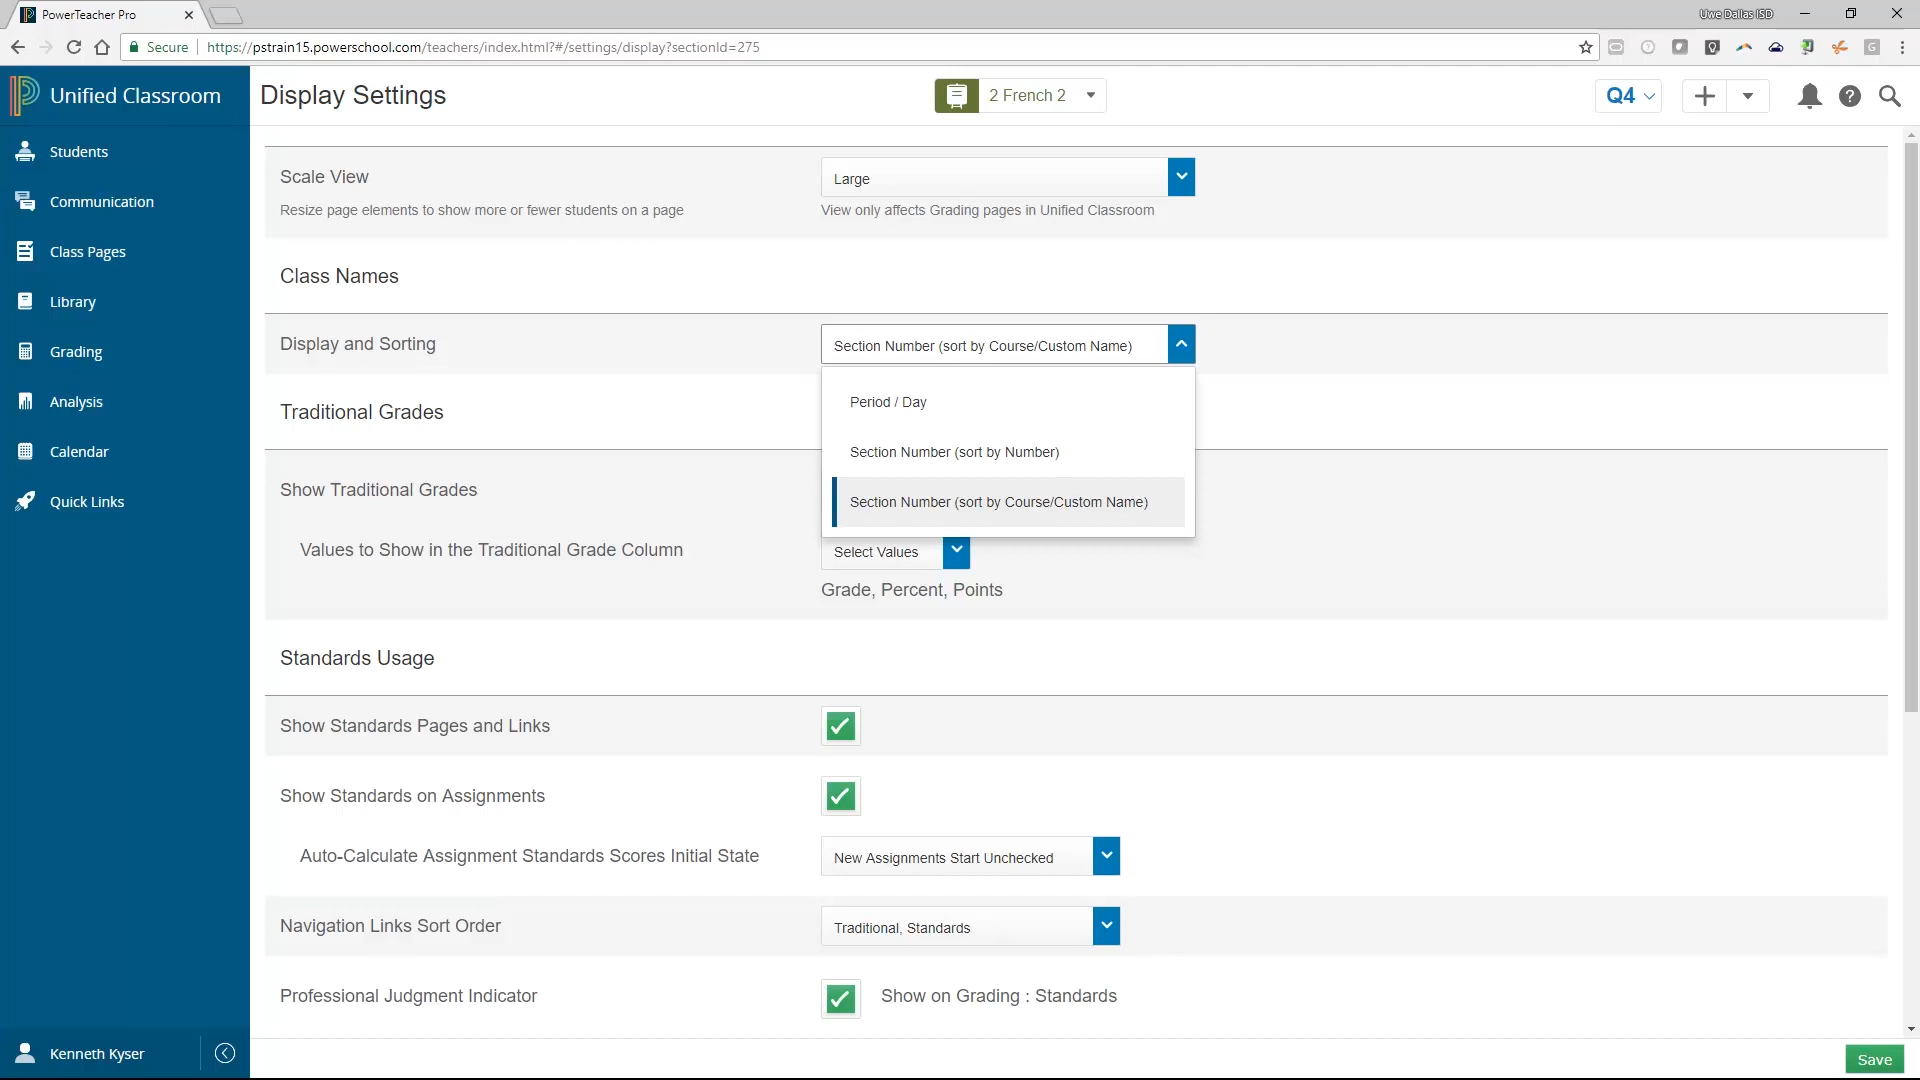 PowerTeacher Pro
Uwe Dallas ISD
Secure
https://pstrain15.powerschool.com/teachers/index.html?#/settings/display?sectionId=275
Unified Classroom
Display Settings
2 French 2
Q4
Students
Communication
Class Pages
Library
Grading
Analysis
Calendar
Quick Links
Scale View
Large
Resize page elements to show more or fewer students on a page
View only affects Grading pages in Unified Classroom
Class Names
Display and Sorting
Section Number (sort by Course/Custom Name)
Period / Day
Section Number (sort by Number)
Section Number (sort by Course/Custom Name)
Traditional Grades
Show Traditional Grades
Values to Show in the Traditional Grade Column
Select Values
Grade, Percent, Points
Standards Usage
Show Standards Pages and Links
Show Standards on Assignments
Auto-Calculate Assignment Standards Scores Initial State
New Assignments Start Unchecked
Navigation Links Sort Order
Traditional, Standards
Professional Judgment Indicator
Show on Grading : Standards
Kenneth Kyser
Save